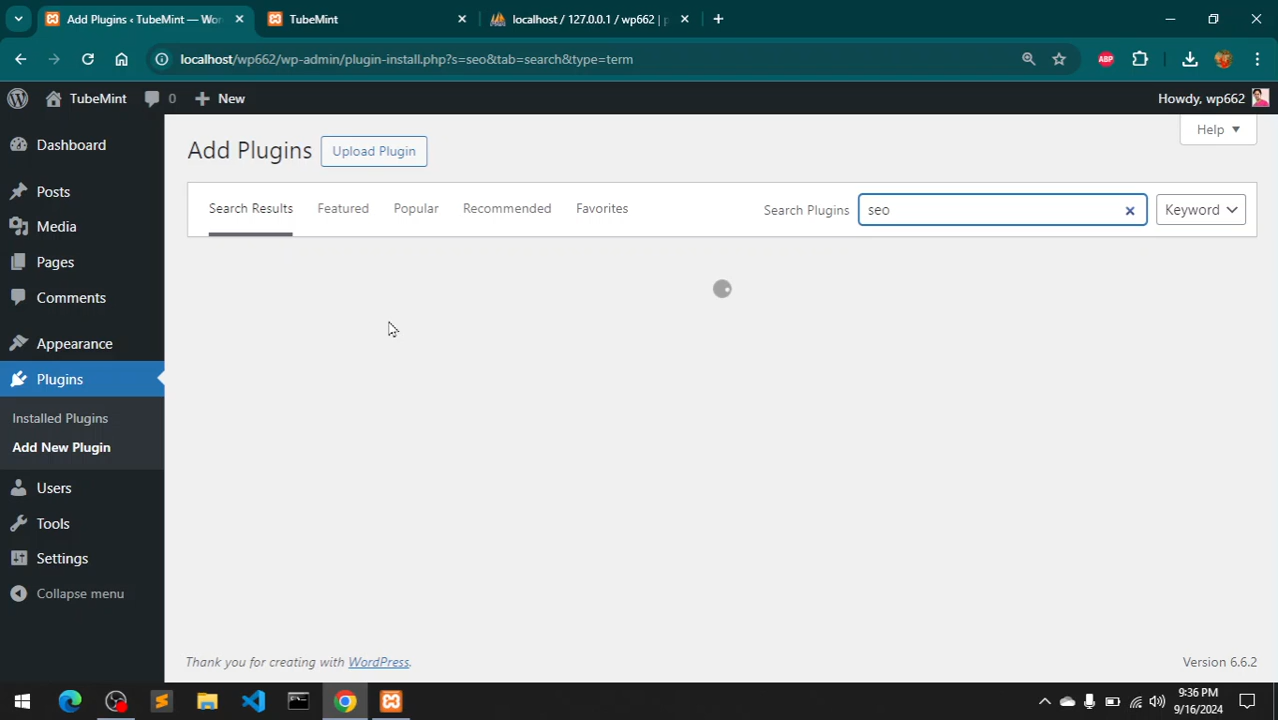 Add Plugins ‹ TubeMint — Wor
TubeMint
localhost / 127.0.0.1 / wp662 | p
localhost/wp662/wp-admin/plugin-install.php?s=seo&tab=search&type=term
ABP
TubeMint
0
New
Howdy, wp662
Dashboard
Posts
Media
Pages
Comments
Appearance
Plugins
Installed Plugins
Add New Plugin
Users
Tools
Settings
Collapse menu
Help
Add Plugins
Upload Plugin
Search Results
Featured
Popular
Recommended
Favorites
Search Plugins
seo
Keyword
Thank you for creating with WordPress.
Version 6.6.2
9:36 PM
9/16/2024